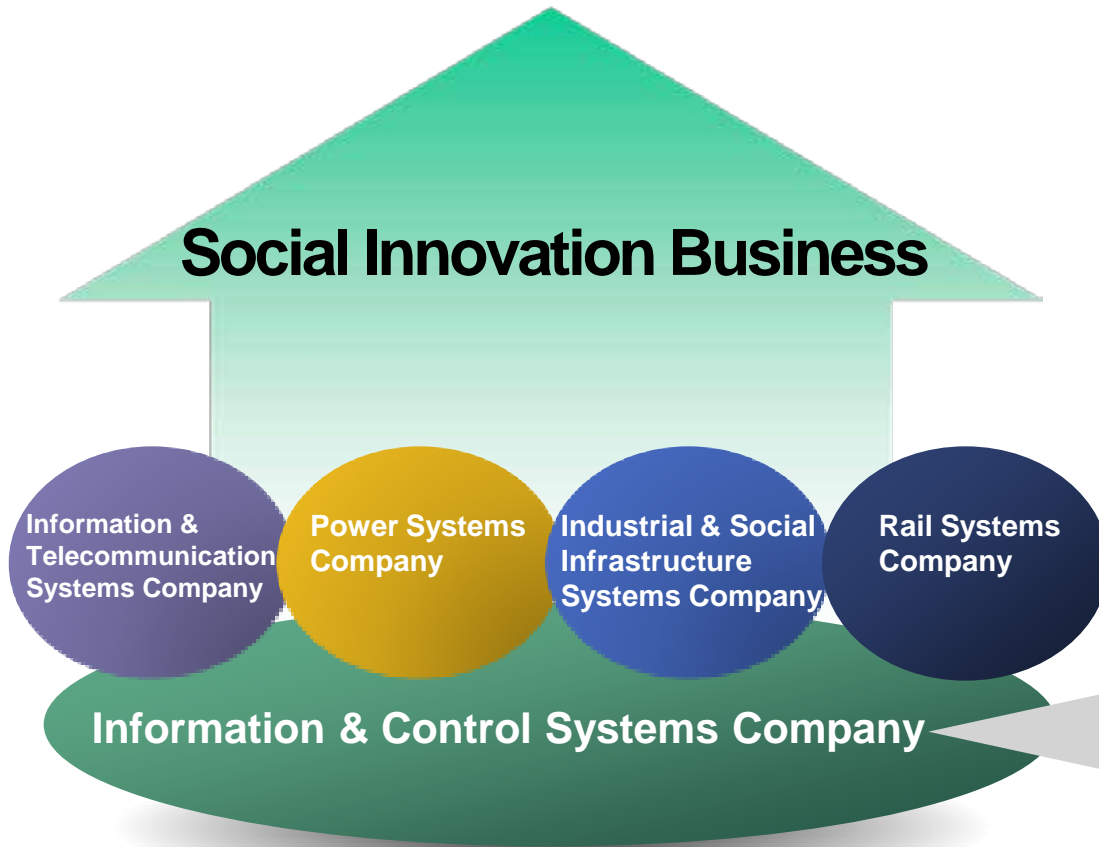 Social Innovation Business
Information &
Telecommunication
Systems Company
Power Systems
Company
Industrial & Social
Infrastructure
Systems Company
Rail Systems
Company
Information & Control Systems Company